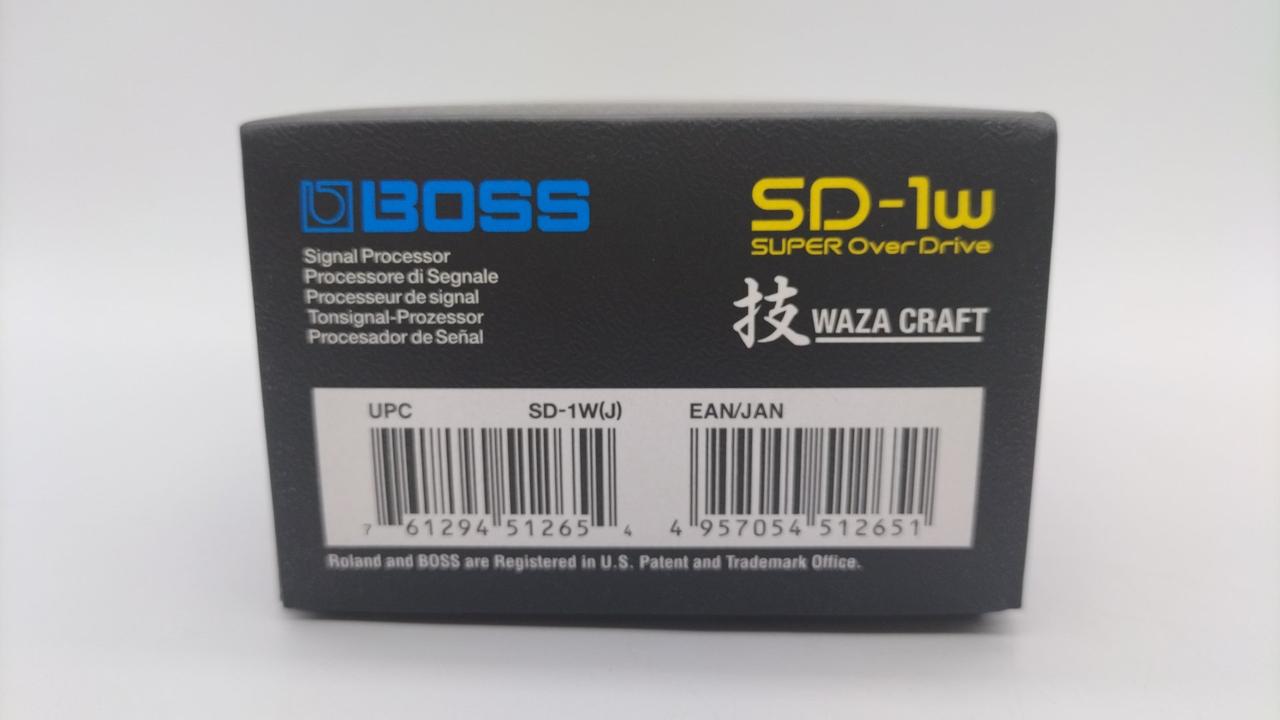 BOSS
Signal Processor
Processore di Segnale
Processeur de signal
Tonsignal-Prozessor
Procesador de Señal
SD-1w
SUPER Over Drive
技 WAZA CRAFT
UPC SD-1W(J)
7 61294 51265 4
EAN/JAN
4 957054 512651
Roland and BOSS are Registered in U.S. Patent and Trademark Office.